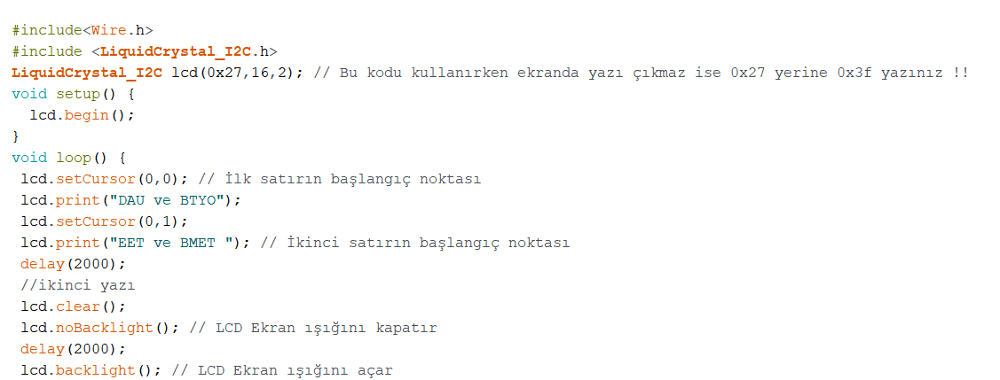 #include<Wire.h>
#include <LiquidCrystal_I2C.h>
LiquidCrystal_I2C lcd(0x27,16,2); // Bu kodu kullanırken ekranda yazı çıkmaz ise 0x27 yerine 0x3f yazınız !!
void setup() {
  lcd.begin();
}
void loop() {
 lcd.setCursor(0,0); // İlk satırın başlangıç noktası
 lcd.print("DAU ve BTYO");
 lcd.setCursor(0,1);
 lcd.print("EET ve BMET "); // İkinci satırın başlangıç noktası
 delay(2000);
 //ikinci yazı
 lcd.clear();
 lcd.noBacklight(); // LCD Ekran ışığını kapatır
 delay(2000);
 lcd.backlight(); // LCD Ekran ışığını açar